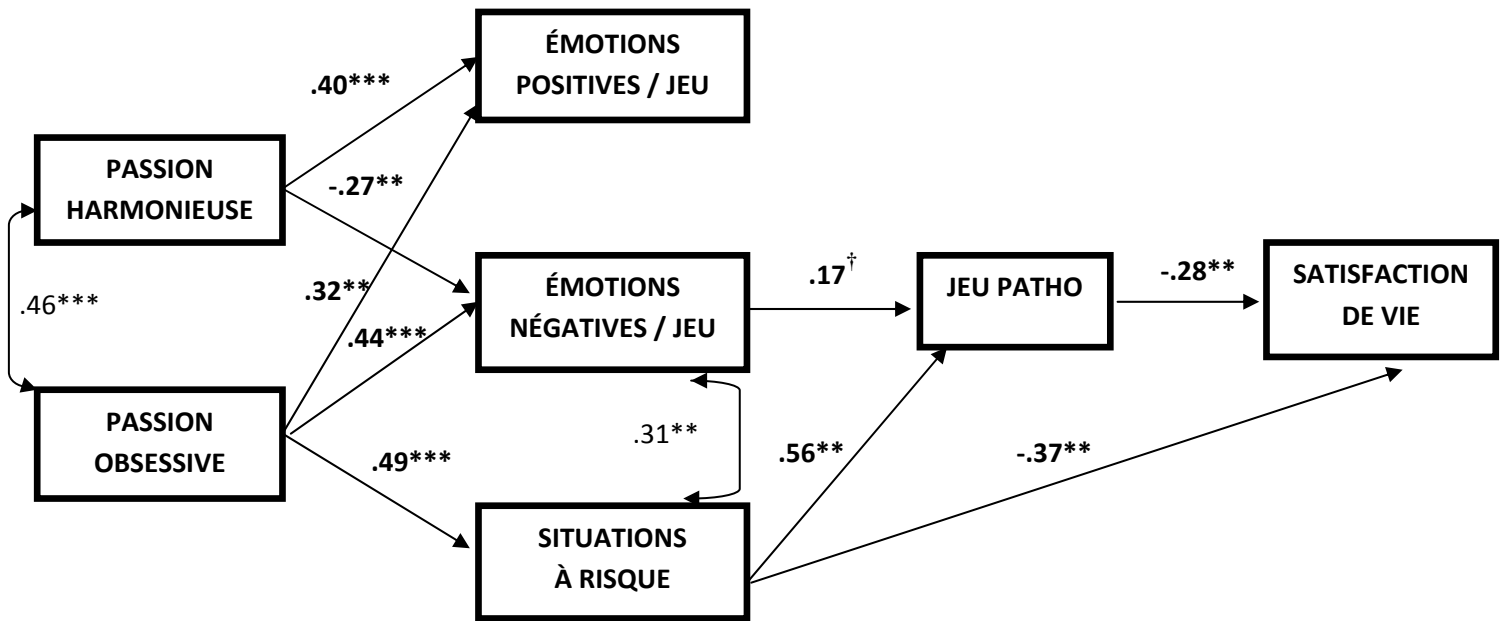 ÉMOTIONS
POSITIVES / JEU
.40***
PASSION
HARMONIEUSE
-.27**
.46***
.32**
.44***
ÉMOTIONS
NÉGATIVES / JEU
.17†
JEU PATHO
-.28**
SATISFACTION
DE VIE
PASSION
OBSESSIVE
.49***
.31**
.56**
-.37**
SITUATIONS
À RISQUE